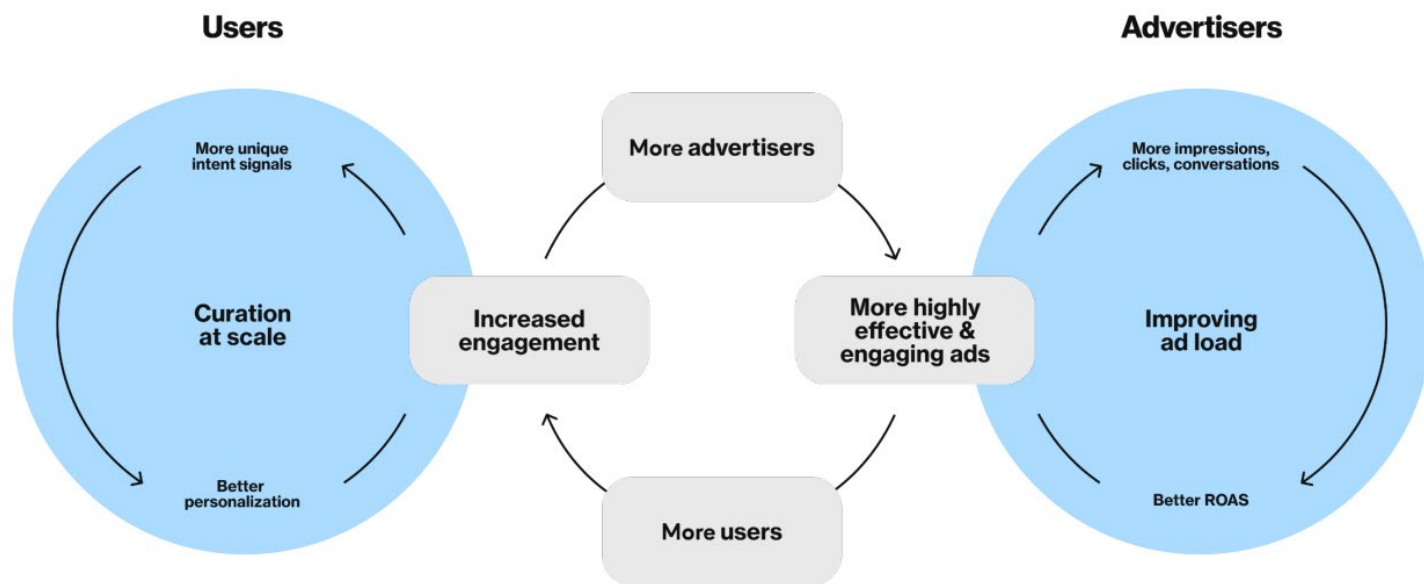 Users
Advertisers
More unique
intent signals
Curation
at scale
Better
personalization
Increased
engagement
More advertisers
More highly
effective &
engaging ads
More users
More impressions,
clicks, conversations
Improving
ad load
Better ROAS